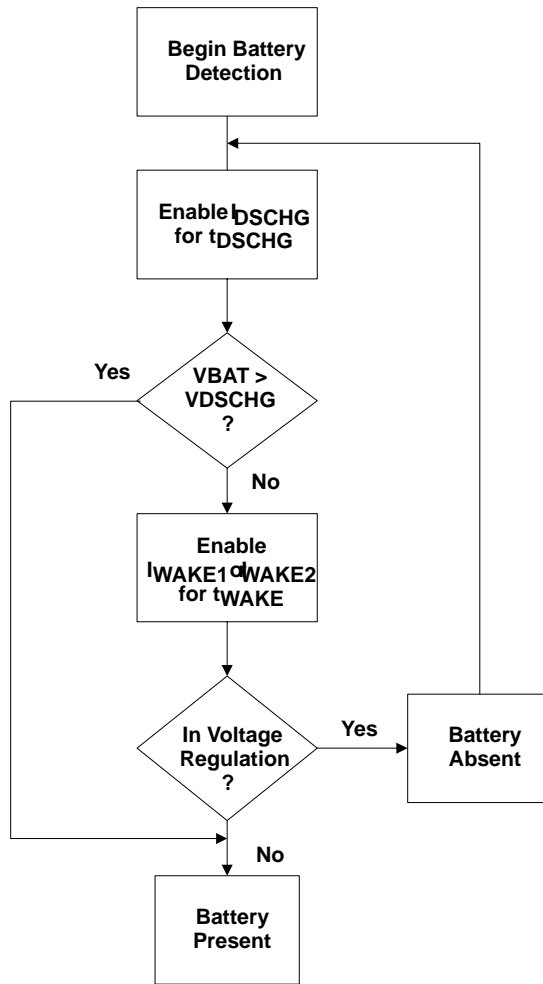 Begin Battery
Detection
Enable IDSCHG
for tDSCHG
Yes
VBAT >
VDSCHG
?
No
Enable
IWAKE1 or IWAKE2
for tWAKE
In Voltage
Regulation
?
Yes
Battery
Absent
No
Battery
Present